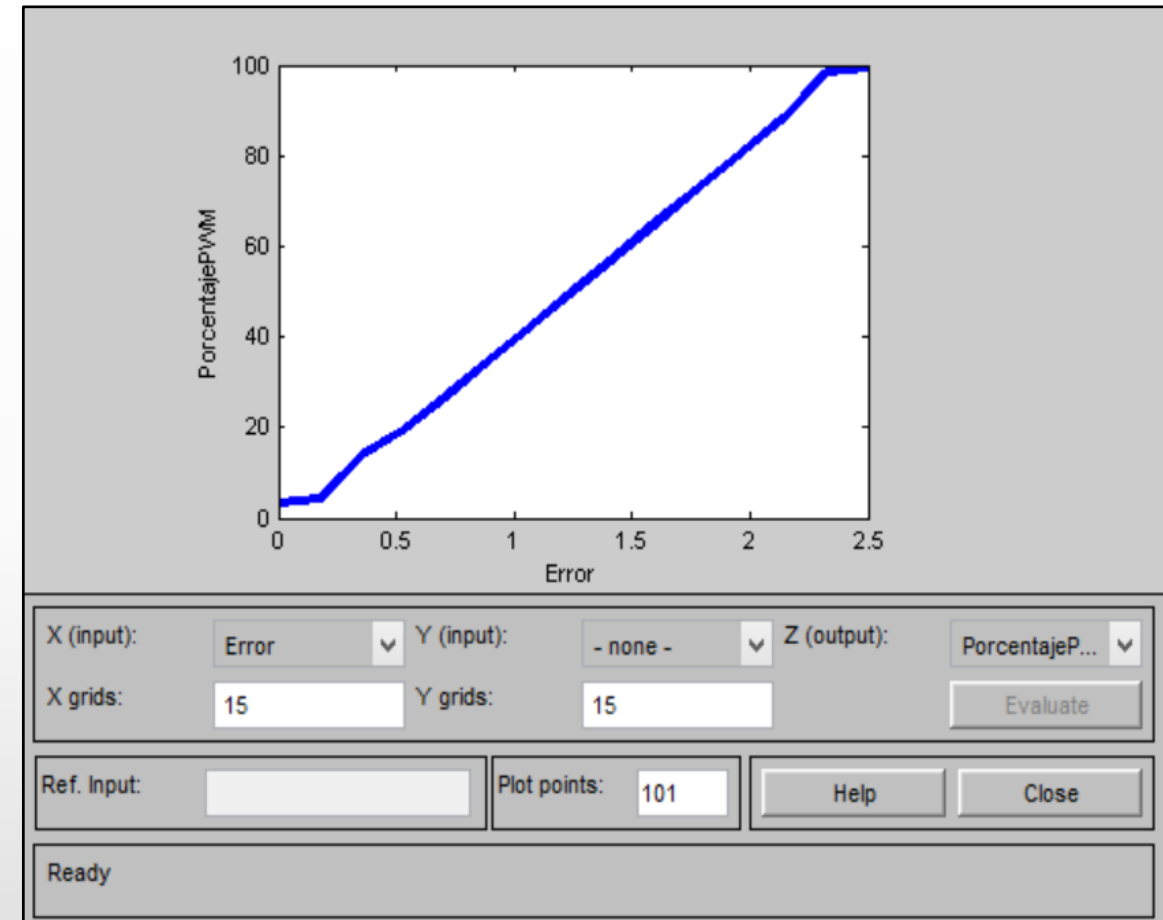 100
80
60
40
20
0
PorcentajePWM
0 0.5 1 1.5 2 2.5
Error
X (input): Error Y (input): - none - Z (output): PorcentajeP...
X grids: 15 Y grids: 15 Evaluate
Ref. Input: Plot points: 101 Help Close
Ready